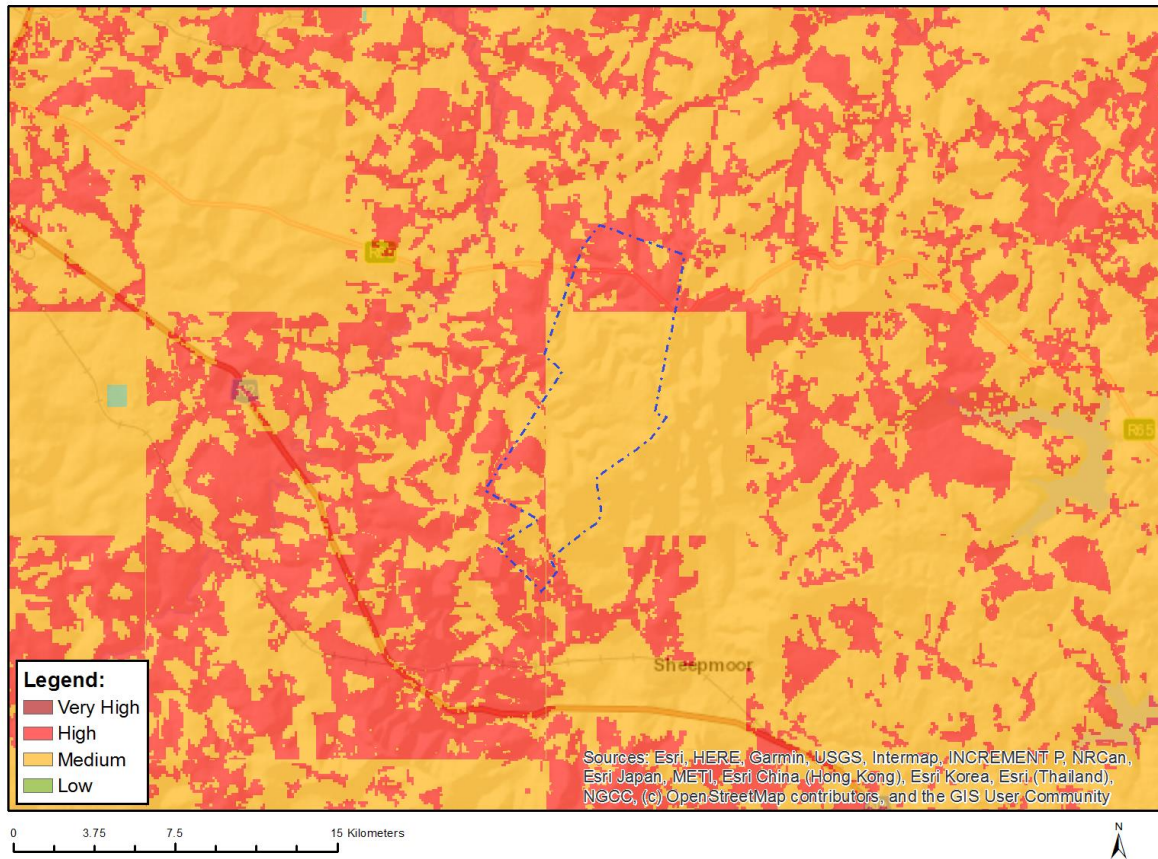 R65
Sheepmoor
Legend:
Very High
High
Medium
Low
Sources: Esri, HERE, Garmin, USGS, Intermap, INCREMENT P, NRCan,
Esri Japan, METI, Esri China (Hong Kong), Esri Korea, Esri (Thailand),
NGCC, (c) OpenStreetMap contributors, and the GIS User Community
0 3.75 7.5 15 Kilometers
N